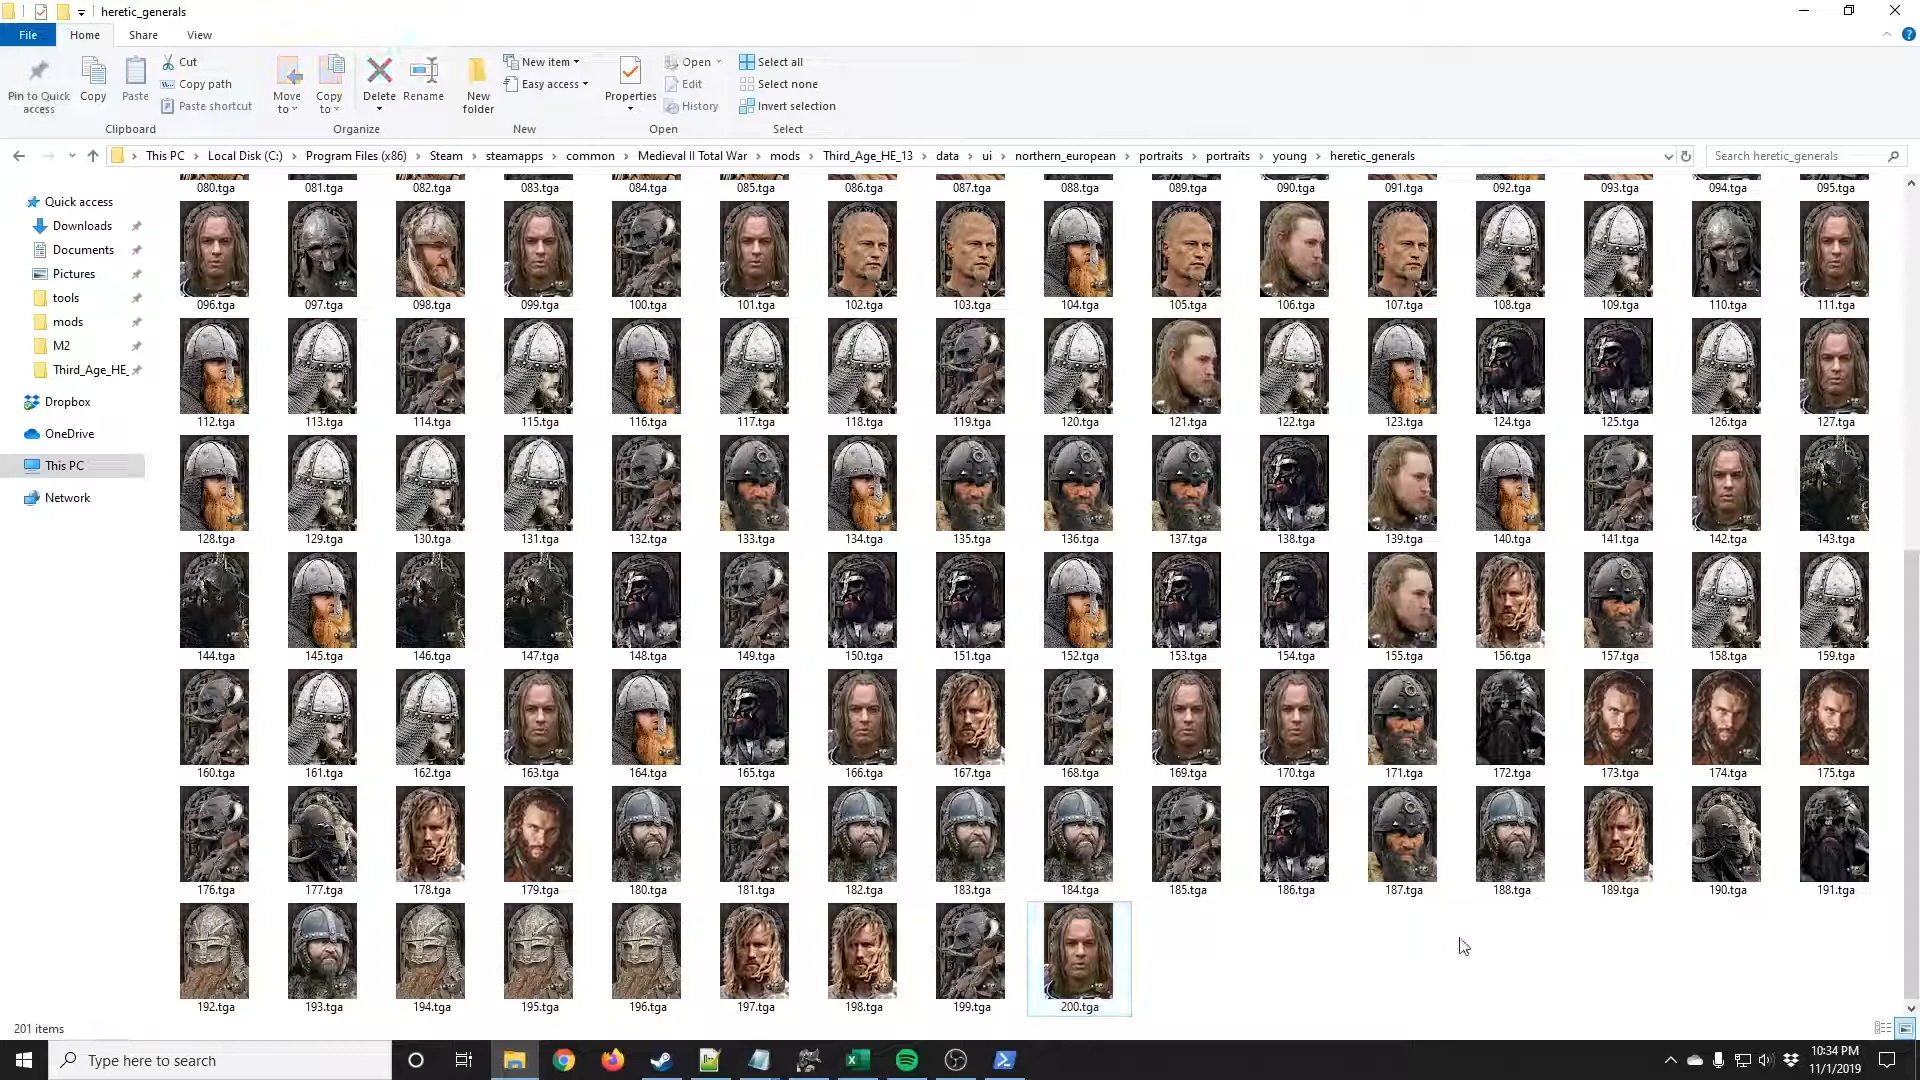 heretic_generals
File Home Share View
Pin to Quick access
Copy
Paste
Cut
Copy path
Paste shortcut
Clipboard
Move to
Copy to
Delete
Rename
Organize
New folder
New item
Easy access
New
Properties
Open
Edit
History
Open
Select all
Select none
Invert selection
Select
This PC Local Disk (C:) Program Files (x86) Steam steamapps common Medieval II Total War mods Third_Age_HE_13 data ui northern_european portraits portraits young heretic_generals
Search heretic_generals
Quick access
Downloads
Documents
Pictures
tools
mods
M2
Third_Age_HE_
Dropbox
OneDrive
This PC
Network
080.tga 081.tga 082.tga 083.tga 084.tga 085.tga 086.tga 087.tga 088.tga 089.tga 090.tga 091.tga 092.tga 093.tga 094.tga 095.tga
096.tga 097.tga 098.tga 099.tga 100.tga 101.tga 102.tga 103.tga 104.tga 105.tga 106.tga 107.tga 108.tga 109.tga 110.tga 111.tga
112.tga 113.tga 114.tga 115.tga 116.tga 117.tga 118.tga 119.tga 120.tga 121.tga 122.tga 123.tga 124.tga 125.tga 126.tga 127.tga
128.tga 129.tga 130.tga 131.tga 132.tga 133.tga 134.tga 135.tga 136.tga 137.tga 138.tga 139.tga 140.tga 141.tga 142.tga 143.tga
144.tga 145.tga 146.tga 147.tga 148.tga 149.tga 150.tga 151.tga 152.tga 153.tga 154.tga 155.tga 156.tga 157.tga 158.tga 159.tga
160.tga 161.tga 162.tga 163.tga 164.tga 165.tga 166.tga 167.tga 168.tga 169.tga 170.tga 171.tga 172.tga 173.tga 174.tga 175.tga
176.tga 177.tga 178.tga 179.tga 180.tga 181.tga 182.tga 183.tga 184.tga 185.tga 186.tga 187.tga 188.tga 189.tga 190.tga 191.tga
192.tga 193.tga 194.tga 195.tga 196.tga 197.tga 198.tga 199.tga 200.tga
201 items
Type here to search
10:34 PM
11/1/2019